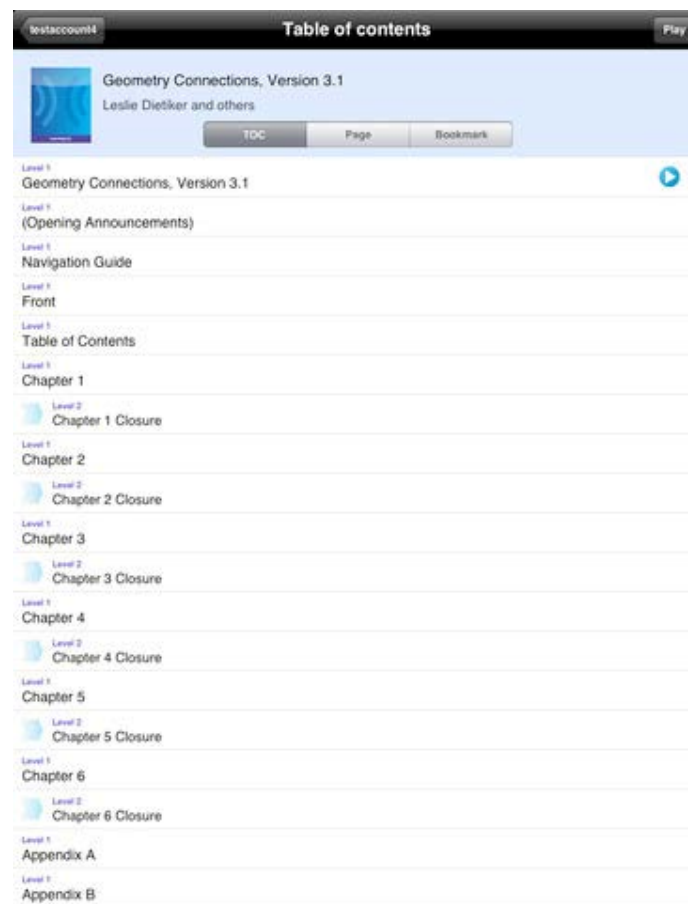 testaccount4
Table of contents
Play
Geometry Connections, Version 3.1
Leslie Dietiker and others
TOC
Page
Bookmark
Level 1
Geometry Connections, Version 3.1
Level 1
(Opening Announcements)
Level 1
Navigation Guide
Level 1
Front
Level 1
Table of Contents
Level 1
Chapter 1
Level 2
Chapter 1 Closure
Level 1
Chapter 2
Level 2
Chapter 2 Closure
Level 1
Chapter 3
Level 2
Chapter 3 Closure
Level 1
Chapter 4
Level 2
Chapter 4 Closure
Level 1
Chapter 5
Level 2
Chapter 5 Closure
Level 1
Chapter 6
Level 2
Chapter 6 Closure
Level 1
Appendix A
Level 1
Appendix B